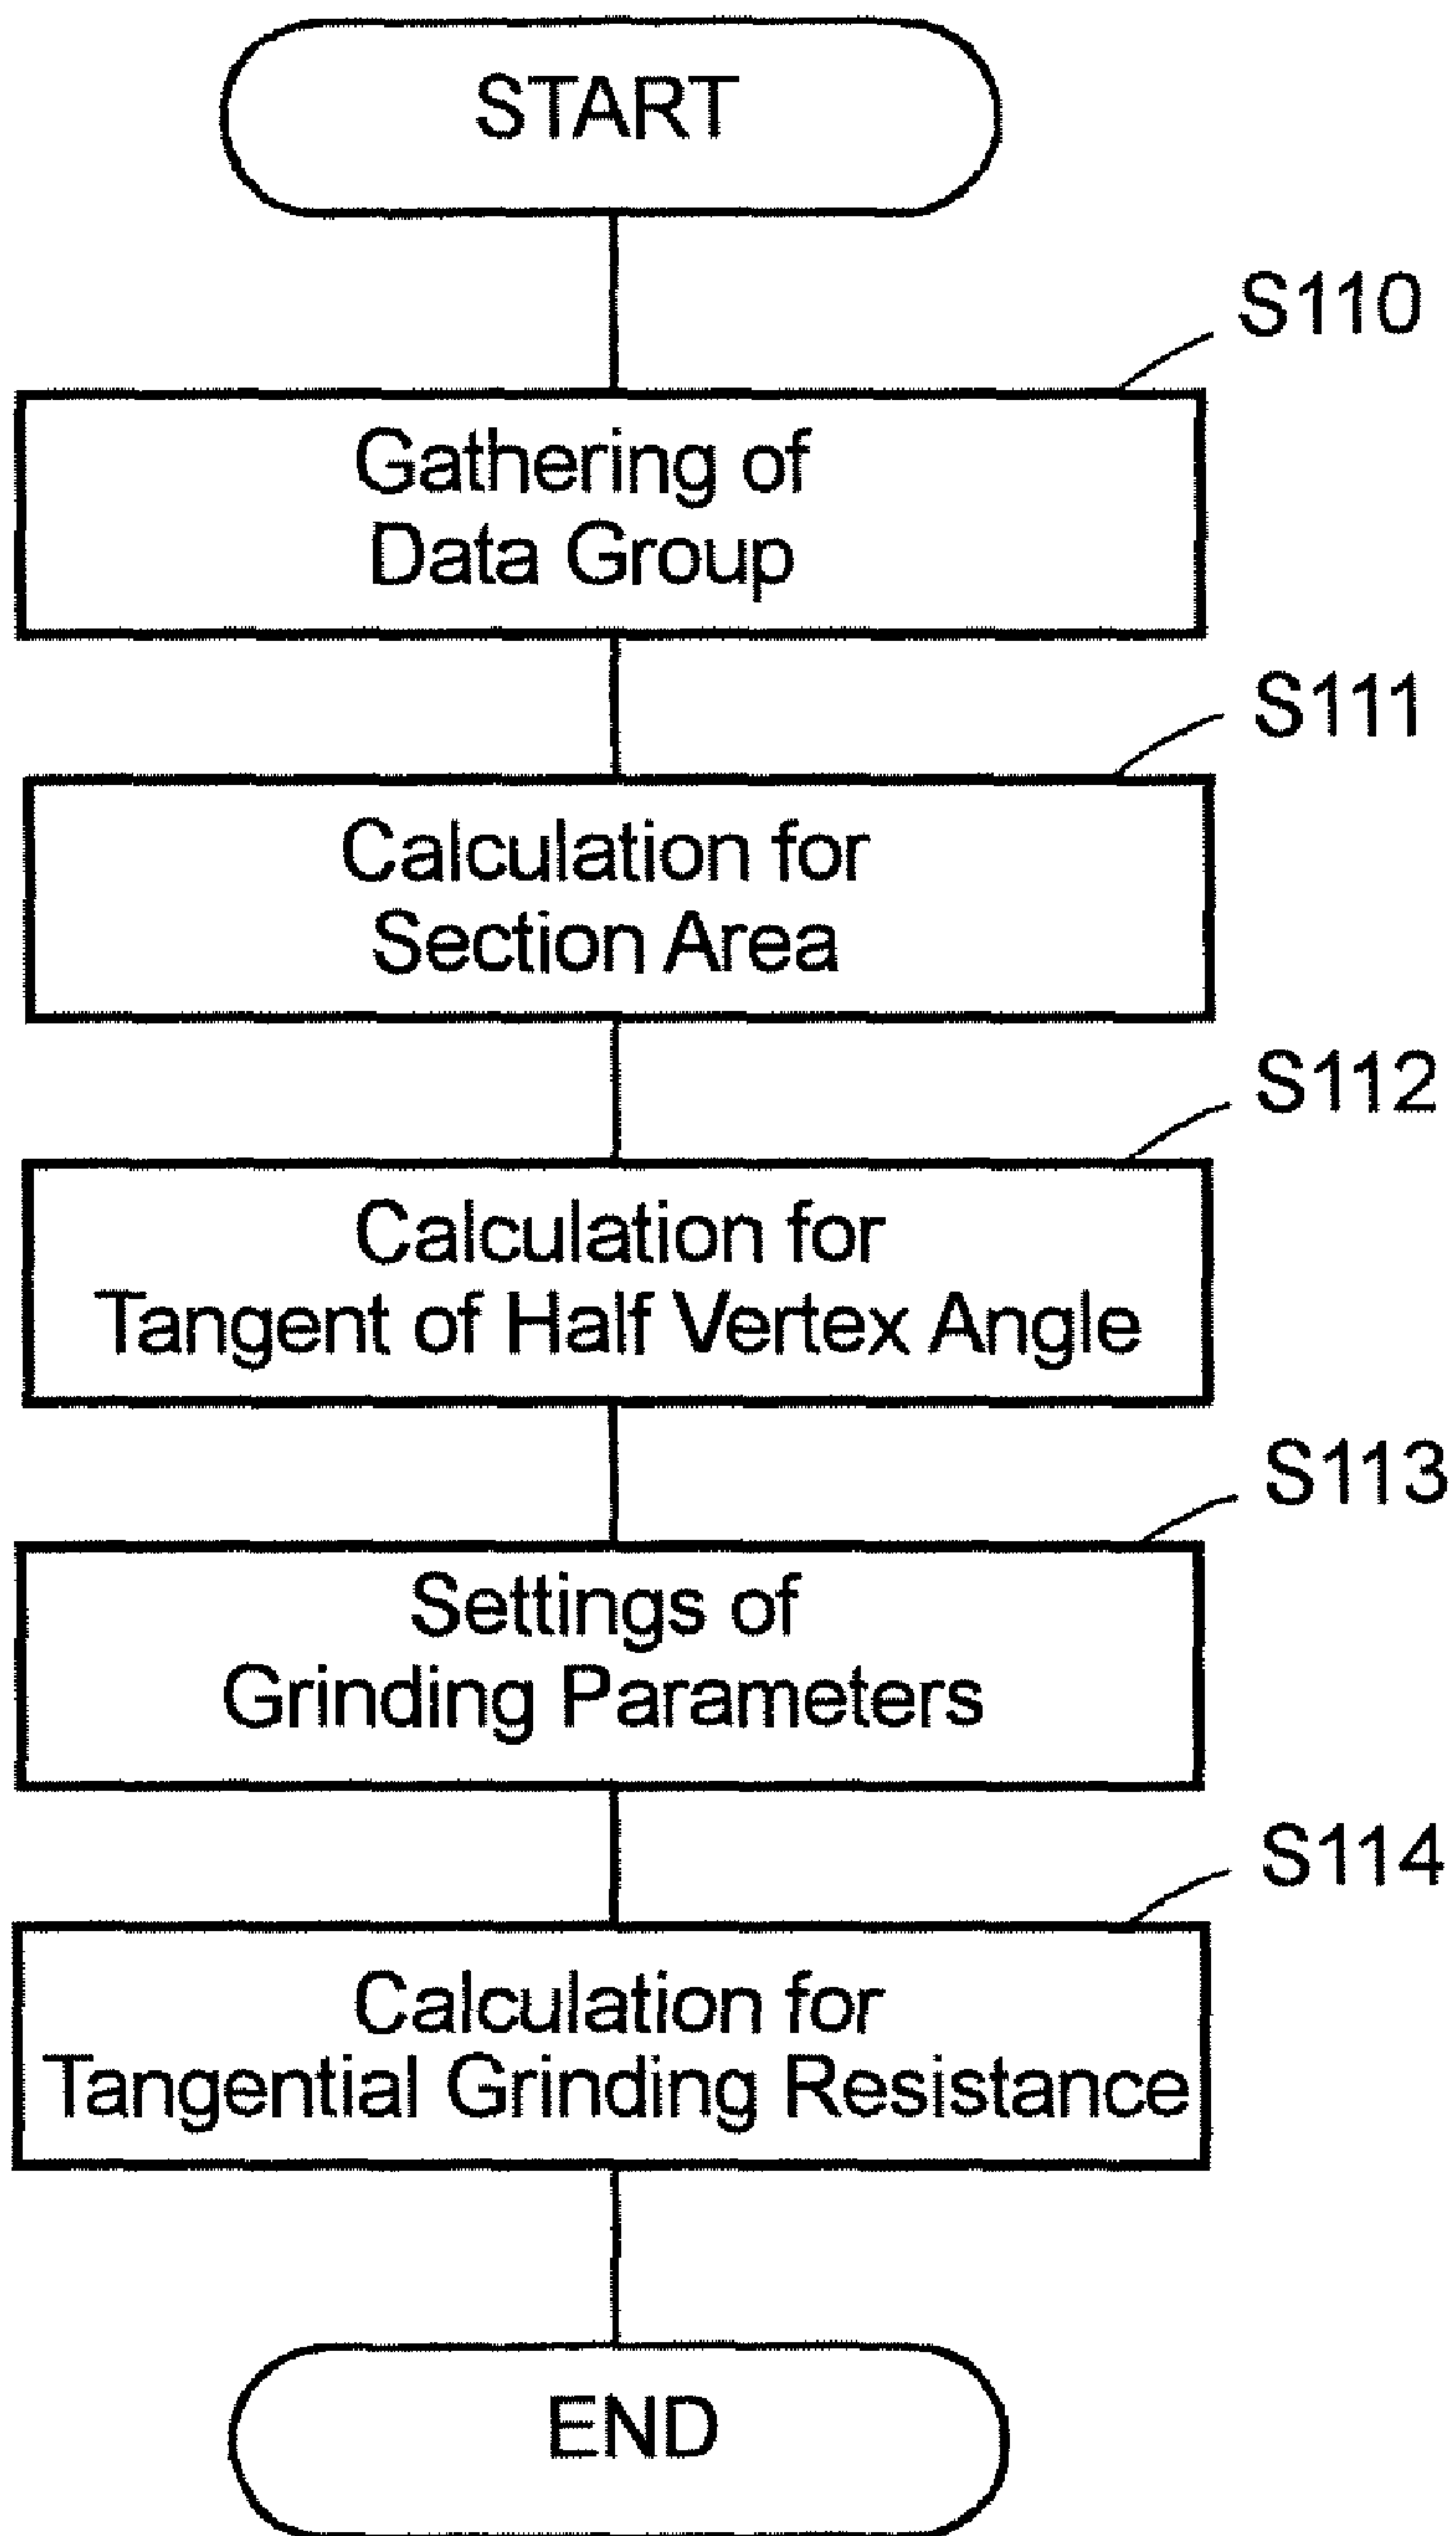 START
S110
Gathering of
Data Group
S111
Calculation for
Section Area
S112
Calculation for
Tangent of Half Vertex Angle
S113
Settings of
Grinding Parameters
S114
Calculation for
Tangential Grinding Resistance
END